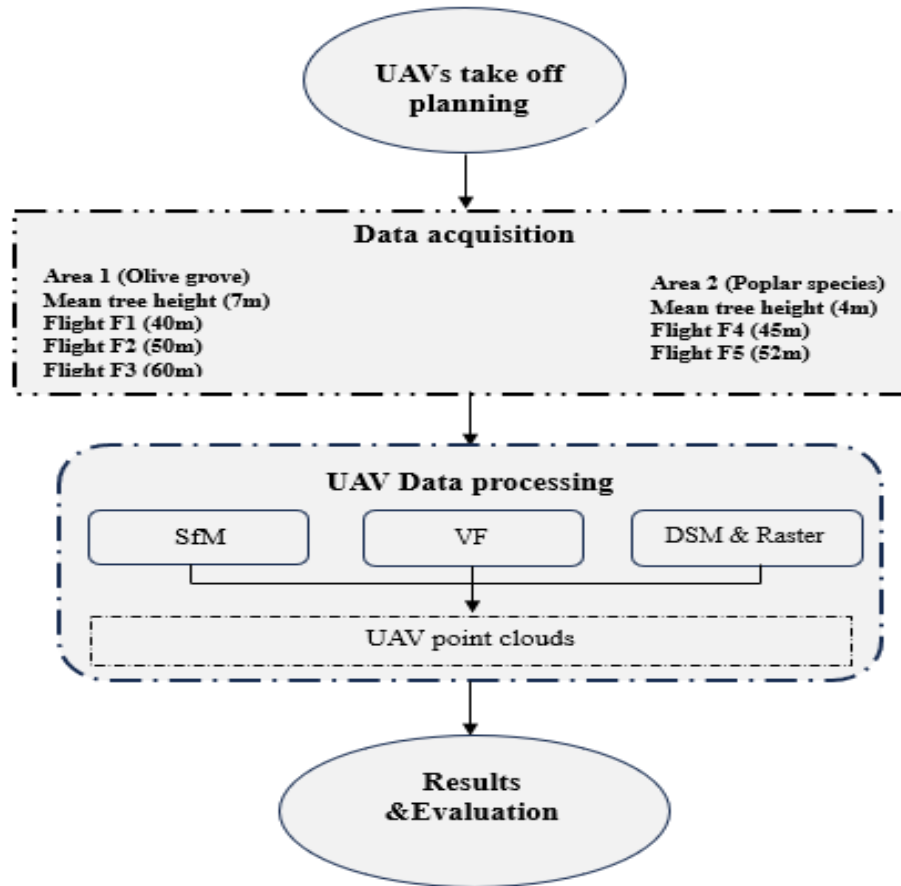 UAVs take off
planning
Data acquisition
Area 1 (Olive grove)
Mean tree height (7m)
Flight F1 (40m)
Flight F2 (50m)
Flight F3 (60m)
Area 2 (Poplar species)
Mean tree height (4m)
Flight F4 (45m)
Flight F5 (52m)
UAV Data processing
SfM
VF
DSM & Raster
UAV point clouds
Results
&Evaluation